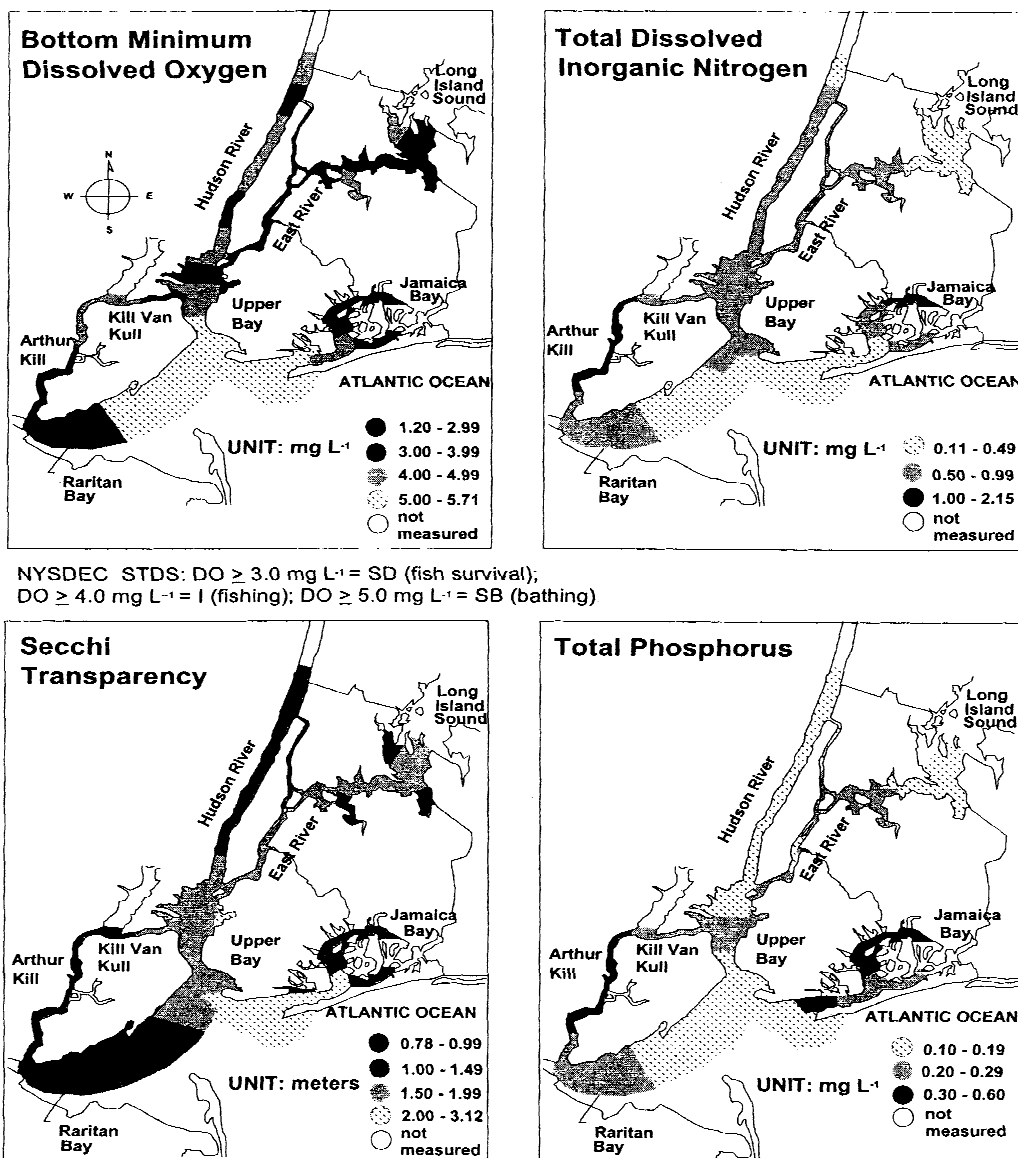 Bottom Minimum
Dissolved Oxygen
Long
Island
Sound
Hudson River
N
W
E
S
East River
Jamaica
Bay
Upper
Bay
Kill Van
Kull
Arthur
Kill
ATLANTIC OCEAN
UNIT: mg L-1
1.20 - 2.99
3.00 - 3.99
4.00 - 4.99
5.00 - 5.71
not
measured
Raritan
Bay
Total Dissolved
Inorganic Nitrogen
Long
Island
Sound
Hudson River
East River
Jamaica
Bay
Upper
Bay
Kill Van
Kull
Arthur
Kill
ATLANTIC OCEAN
UNIT: mg L-1
0.11 - 0.49
0.50 - 0.99
1.00 - 2.15
not
measured
Raritan
Bay
NYSDEC STDS: DO ≥ 3.0 mg L-1 = SD (fish survival);
DO ≥ 4.0 mg L-1 = I (fishing); DO ≥ 5.0 mg L-1 = SB (bathing)
Secchi
Transparency
Long
Island
Sound
Hudson River
East River
Jamaica
Bay
Upper
Bay
Kill Van
Kull
Arthur
Kill
ATLANTIC OCEAN
UNIT: meters
0.78 - 0.99
1.00 - 1.49
1.50 - 1.99
2.00 - 3.12
not
measured
Raritan
Bay
Total Phosphorus
Long
Island
Sound
Hudson River
East River
Jamaica
Bay
Upper
Bay
Kill Van
Kull
Arthur
Kill
ATLANTIC OCEAN
UNIT: mg L-1
0.10 - 0.19
0.20 - 0.29
0.30 - 0.60
not
measured
Raritan
Bay